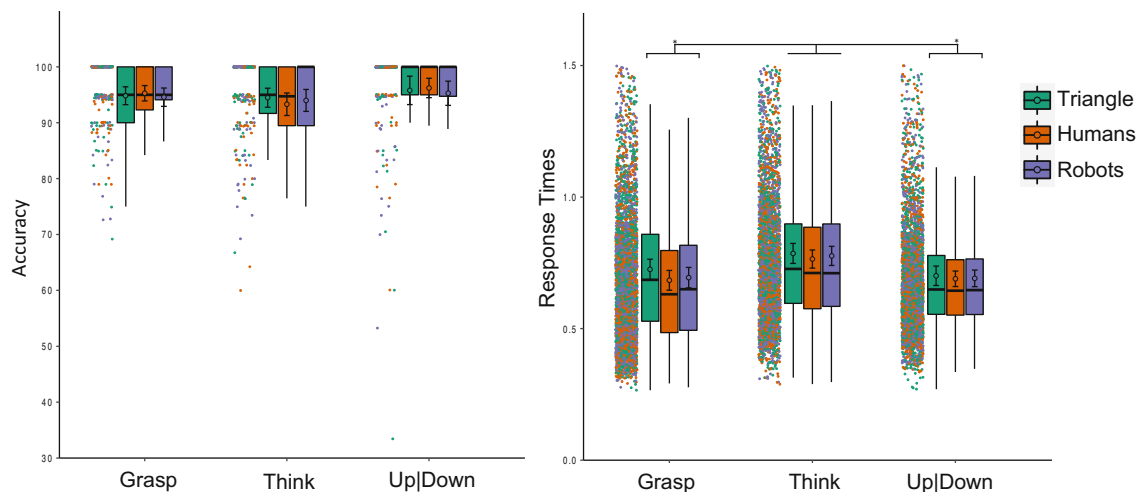 Accuracy
100
90
80
70
60
50
40
30
Grasp
Think
Up|Down
Response Times
1.5
1.0
0.5
0.0
*
*
Grasp
Think
Up|Down
Triangle
Humans
Robots